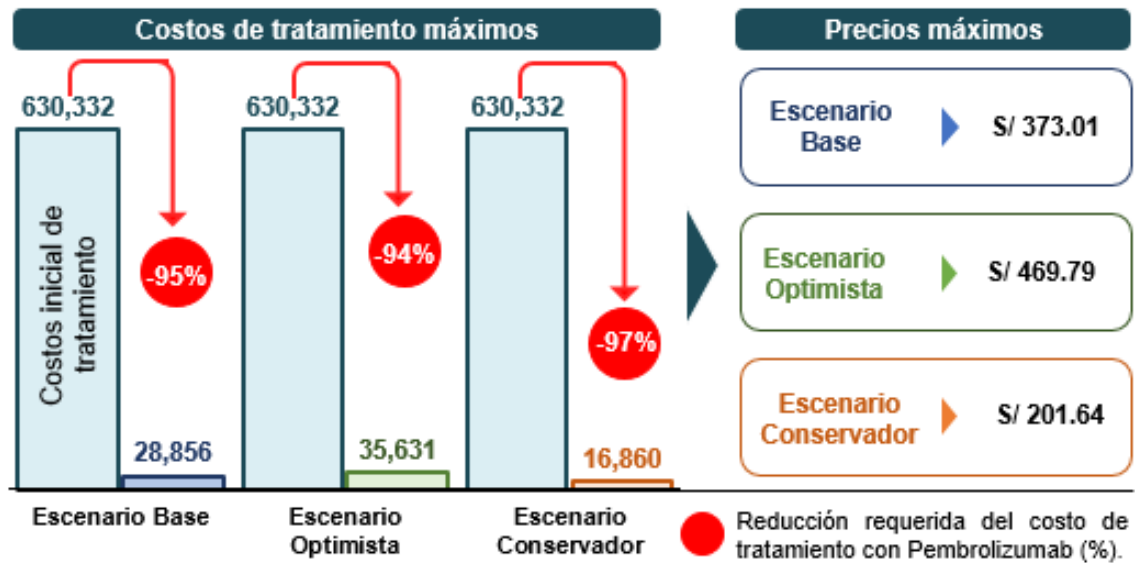 Costos de tratamiento máximos
630,332
630,332
630,332
Costos inicial de
tratamiento
-95%
-94%
-97%
28,856
35,631
16,860
Escenario Base
Escenario
Optimista
Escenario
Conservador
Precios máximos
Escenario
Base
S/ 373.01
Escenario
Optimista
S/ 469.79
Escenario
Conservador
S/ 201.64
Reducción requerida del costo de
tratamiento con Pembrolizumab (%).